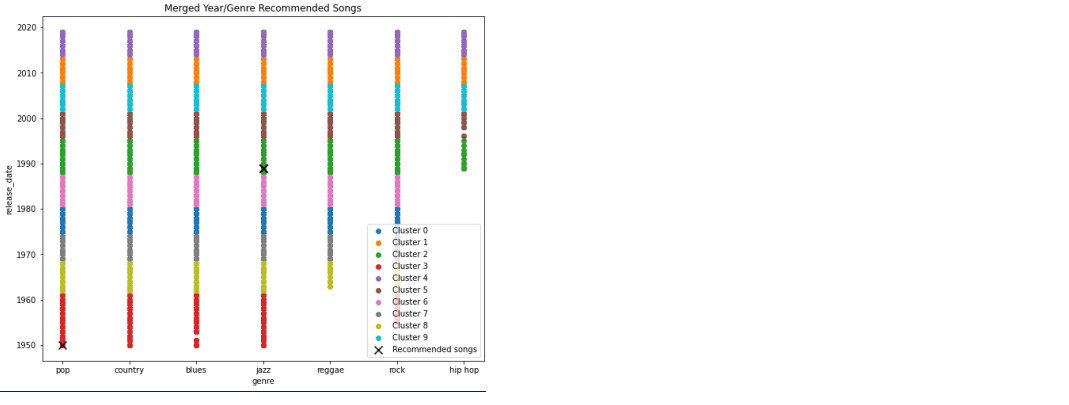 Merged Year/Genre Recommended Songs
2020
2010
2000
1990
1980
1970
1960
1950
release_date
pop country blues jazz reggae rock hip hop
genre
Cluster 0
Cluster 1
Cluster 2
Cluster 3
Cluster 4
Cluster 5
Cluster 6
Cluster 7
Cluster 8
Cluster 9
Recommended songs